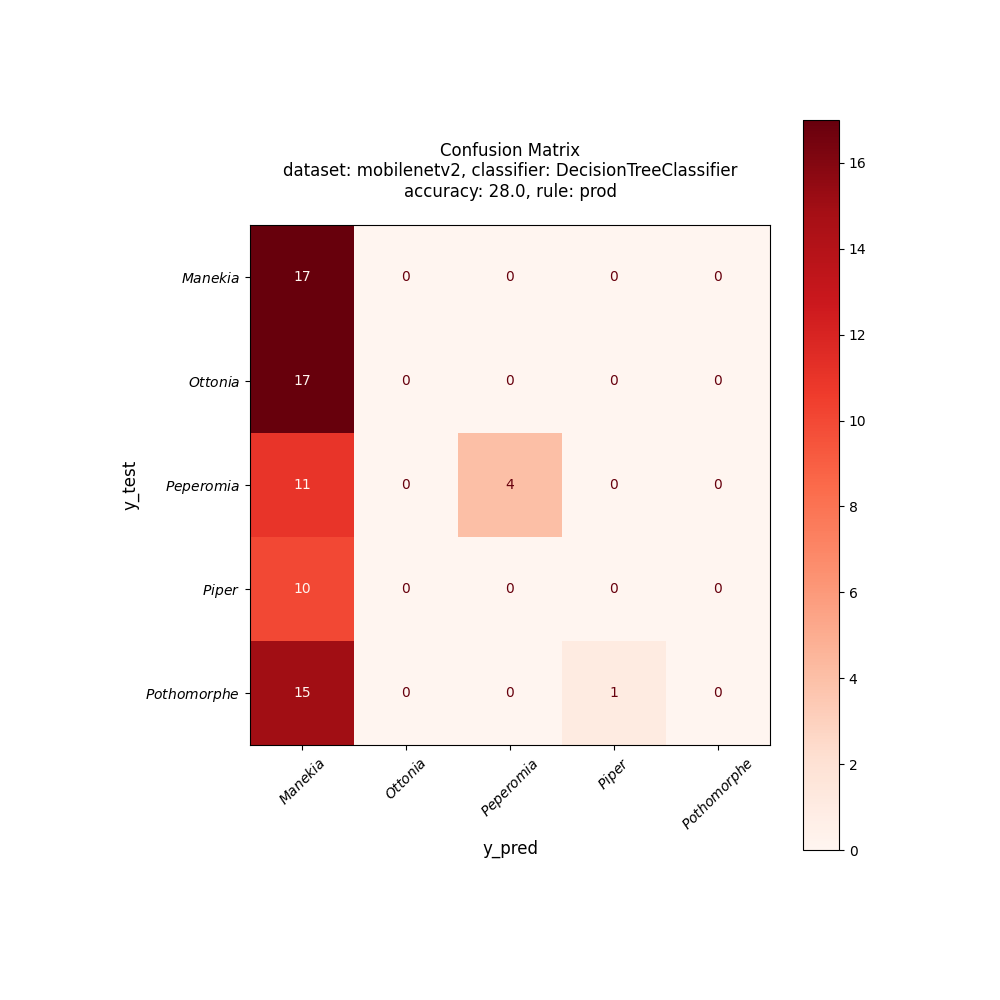 Confusion Matrix
dataset: mobilenetv2, classifier: DecisionTreeClassifier
accuracy: 28.0, rule: prod
y_test
Manekia 17 0 0 0 0
Ottonia 17 0 0 0 0
Peperomia 11 0 4 0 0
Piper 10 0 0 0 0
Pothomorphe 15 0 0 1 0
Manekia Ottonia Peperomia Piper Pothomorphe
y_pred
16
14
12
10
8
6
4
2
0